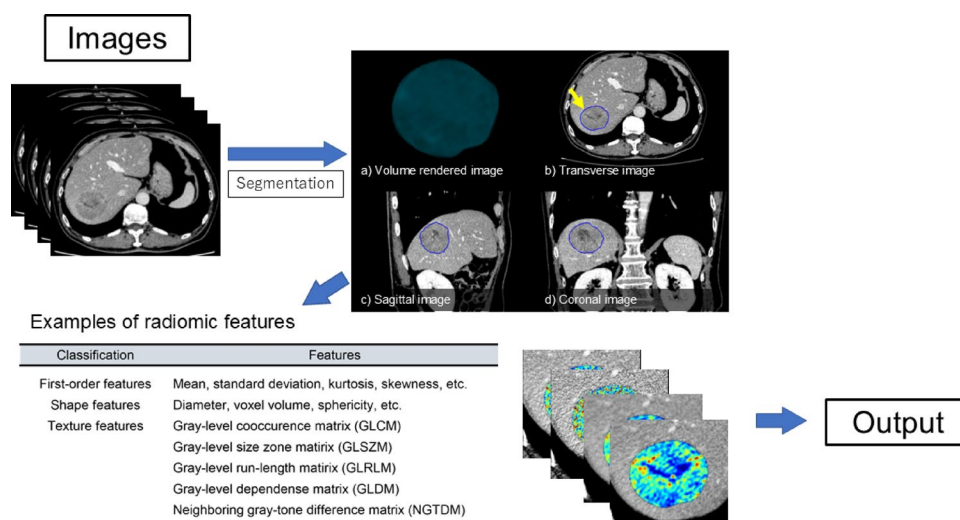 Images
Segmentation
a) Volume rendered image
b) Transverse image
c) Sagittal image
d) Coronal image
Examples of radiomic features
Classification Features
First-order features Mean, standard deviation, kurtosis, skewness, etc.
Shape features Diameter, voxel volume, sphericity, etc.
Texture features Gray-level cooccurence matrix (GLCM)
Gray-level size zone matirix (GLSZM)
Gray-level run-length matirix (GLRLM)
Gray-level dependense matrix (GLDM)
Neighboring gray-tone difference matrix (NGTDM)
Output